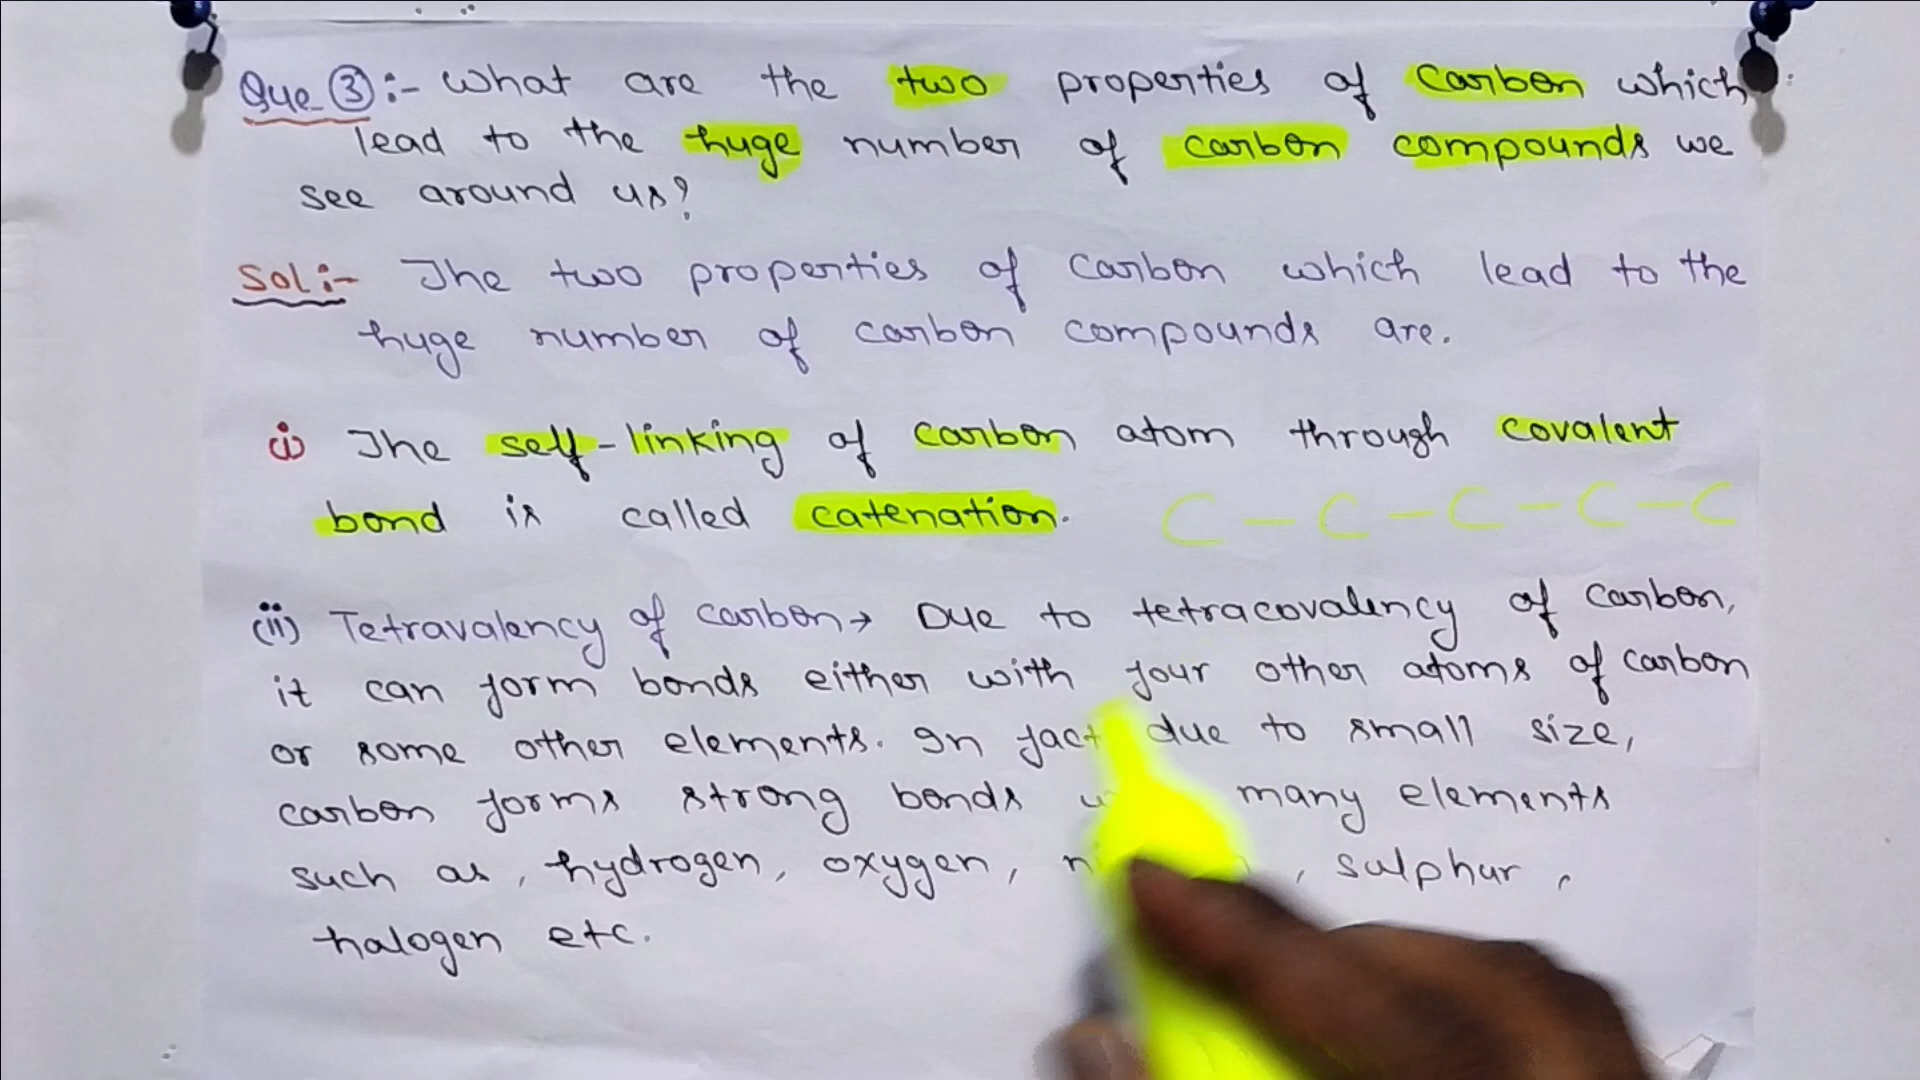 Que ③:- What are the two properties of carbon which
lead to the huge number of carbon compounds we
see around us?
Sol:- The two properties of carbon which lead to the
huge number of carbon compounds are.
(i) The self-linking of carbon atom through covalent
bond is called catenation. C - C - C - C - C
(ii) Tetravalency of carbon → Due to tetracovalency of carbon,
it can form bonds either with four other atoms of carbon
or some other elements. In fact due to small size,
carbon forms strong bonds many elements
such as, hydrogen, oxygen, , sulphur,
halogen etc.